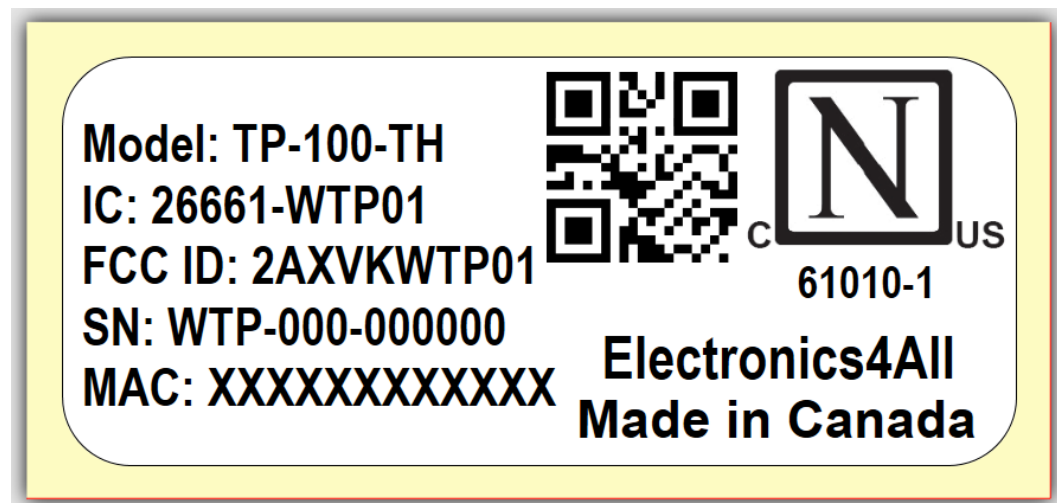 Model: TP-100-TH
IC: 26661-WTP01
FCC ID: 2AXVKWTP01
SN: WTP-000-000000
MAC: XXXXXXXXXXXX
N
C US
61010-1
Electronics4All
Made in Canada